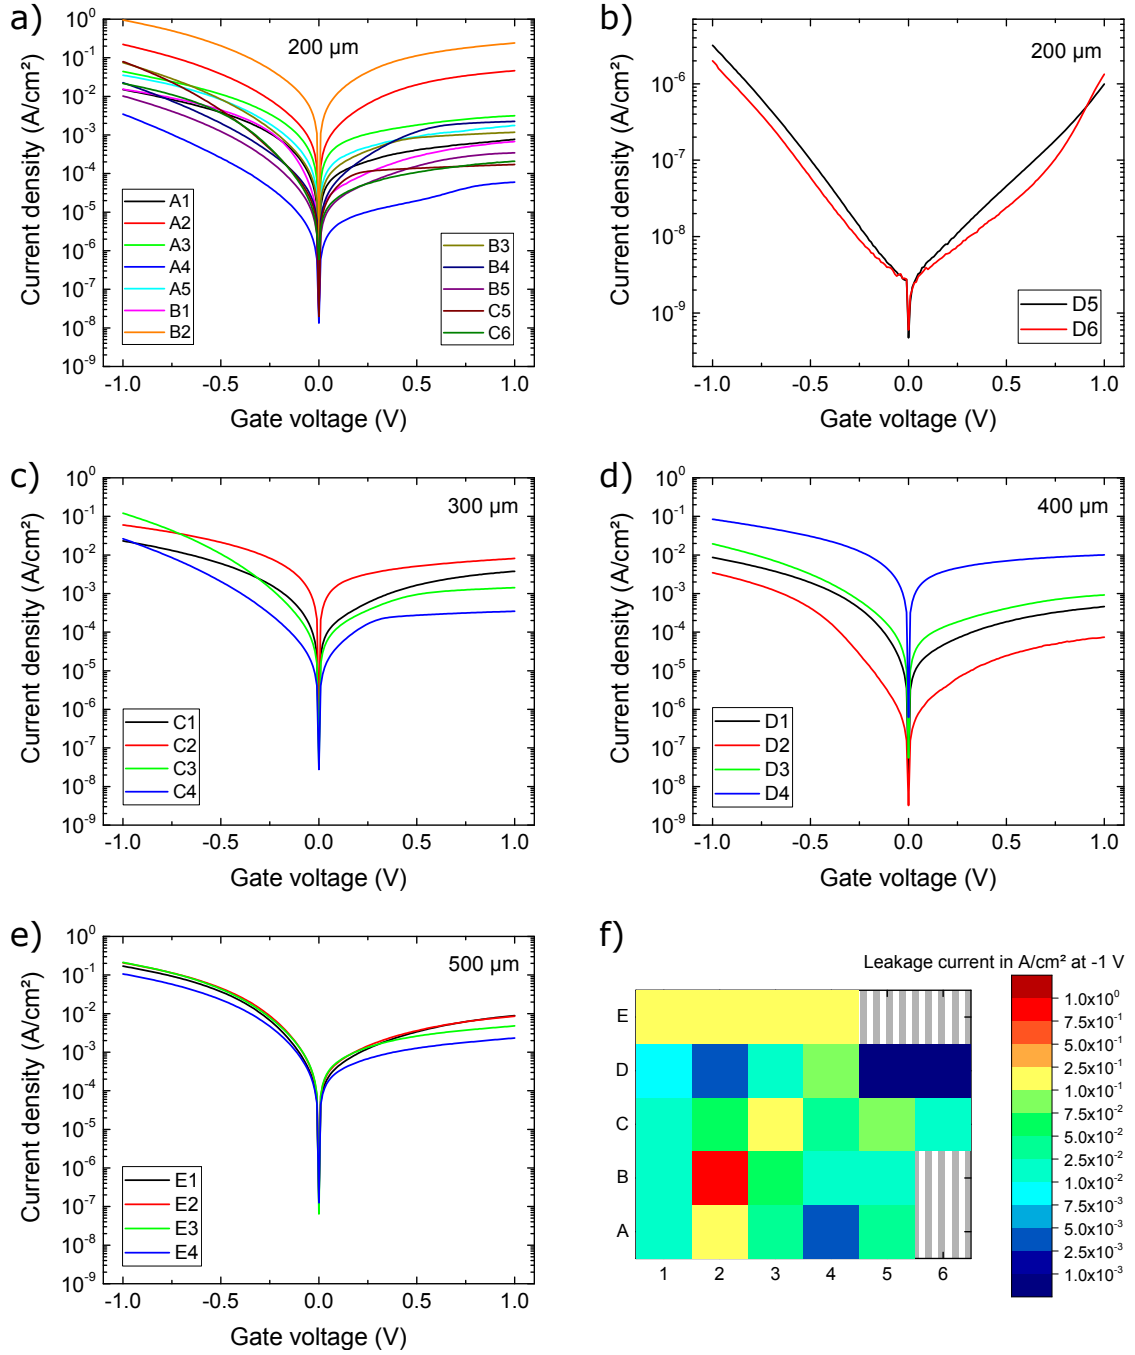 a)
200 µm
Current density (A/cm²)
10⁰
10⁻¹
10⁻²
10⁻³
10⁻⁴
10⁻⁵
10⁻⁶
10⁻⁷
10⁻⁸
10⁻⁹
A1
A2
A3
A4
A5
B1
B2
B3
B4
B5
C5
C6
-1.0 -0.5 0.0 0.5 1.0
Gate voltage (V)
b)
200 µm
Current density (A/cm²)
10⁻⁶
10⁻⁷
10⁻⁸
10⁻⁹
D5
D6
-1.0 -0.5 0.0 0.5 1.0
Gate voltage (V)
c)
300 µm
Current density (A/cm²)
10⁰
10⁻¹
10⁻²
10⁻³
10⁻⁴
10⁻⁵
10⁻⁶
10⁻⁷
10⁻⁸
10⁻⁹
C1
C2
C3
C4
-1.0 -0.5 0.0 0.5 1.0
Gate voltage (V)
d)
400 µm
Current density (A/cm²)
10⁰
10⁻¹
10⁻²
10⁻³
10⁻⁴
10⁻⁵
10⁻⁶
10⁻⁷
10⁻⁸
10⁻⁹
D1
D2
D3
D4
-1.0 -0.5 0.0 0.5 1.0
Gate voltage (V)
e)
500 µm
Current density (A/cm²)
10⁰
10⁻¹
10⁻²
10⁻³
10⁻⁴
10⁻⁵
10⁻⁶
10⁻⁷
10⁻⁸
10⁻⁹
E1
E2
E3
E4
-1.0 -0.5 0.0 0.5 1.0
Gate voltage (V)
f)
Leakage current in A/cm² at -1 V
E
D
C
B
A
1 2 3 4 5 6
1.0x10⁰
7.5x10⁻¹
5.0x10⁻¹
2.5x10⁻¹
1.0x10⁻¹
7.5x10⁻²
5.0x10⁻²
2.5x10⁻²
1.0x10⁻²
7.5x10⁻³
5.0x10⁻³
2.5x10⁻³
1.0x10⁻³